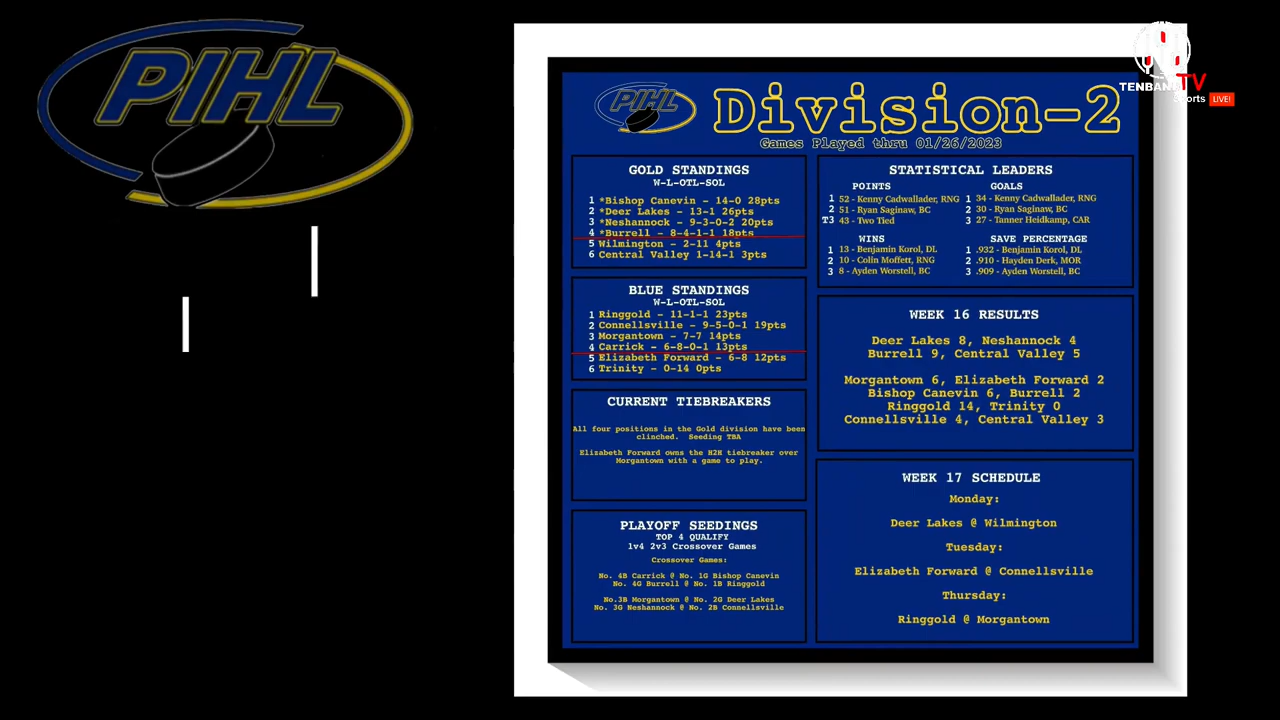 PIHL
TENBANN TV
Sports LIVE!
PIHL
Division-2
Games Played thru 01/26/2023
GOLD STANDINGS
W-L-OTL-SOL
1 *Bishop Canevin - 14-0 28pts
2 *Deer Lakes - 13-1 26pts
3 *Neshannock - 9-3-0-2 20pts
4 *Burrell - 8-4-1-1 18pts
5 Wilmington - 2-11 4pts
6 Central Valley 1-14-1 3pts
BLUE STANDINGS
W-L-OTL-SOL
1 Ringgold - 11-1-1 23pts
2 Connellsville - 9-5-0-1 19pts
3 Morgantown - 7-7 14pts
4 Carrick - 6-8-0-1 13pts
5 Elizabeth Forward - 6-8 12pts
6 Trinity - 0-14 0pts
CURRENT TIEBREAKERS
All four positions in the Gold division have been
clinched. Seeding TBA
Elizabeth Forward owns the H2H tiebreaker over
Morgantown with a game to play.
PLAYOFF SEEDINGS
TOP 4 QUALIFY
1v4 2v3 Crossover Games
Crossover Games:
No. 4B Carrick @ No. 1G Bishop Canevin
No. 4G Burrell @ No. 1B Ringgold
No.3B Morgantown @ No. 2G Deer Lakes
No. 3G Neshannock @ No. 2B Connellsville
STATISTICAL LEADERS
POINTS
1 52 - Kenny Cadwallader, RNG
2 51 - Ryan Saginaw, BC
T3 43 - Two Tied
GOALS
1 34 - Kenny Cadwallader, RNG
2 30 - Ryan Saginaw, BC
3 27 - Tanner Heidkamp, CAR
WINS
1 13 - Benjamin Korol, DL
2 10 - Colin Moffett, RNG
3 8 - Ayden Worstell, BC
SAVE PERCENTAGE
1 .932 - Benjamin Korol, DL
2 .910 - Hayden Derk, MOR
3 .909 - Ayden Worstell, BC
WEEK 16 RESULTS
Deer Lakes 8, Neshannock 4
Burrell 9, Central Valley 5
Morgantown 6, Elizabeth Forward 2
Bishop Canevin 6, Burrell 2
Ringgold 14, Trinity 0
Connellsville 4, Central Valley 3
WEEK 17 SCHEDULE
Monday:
Deer Lakes @ Wilmington
Tuesday:
Elizabeth Forward @ Connellsville
Thursday:
Ringgold @ Morgantown